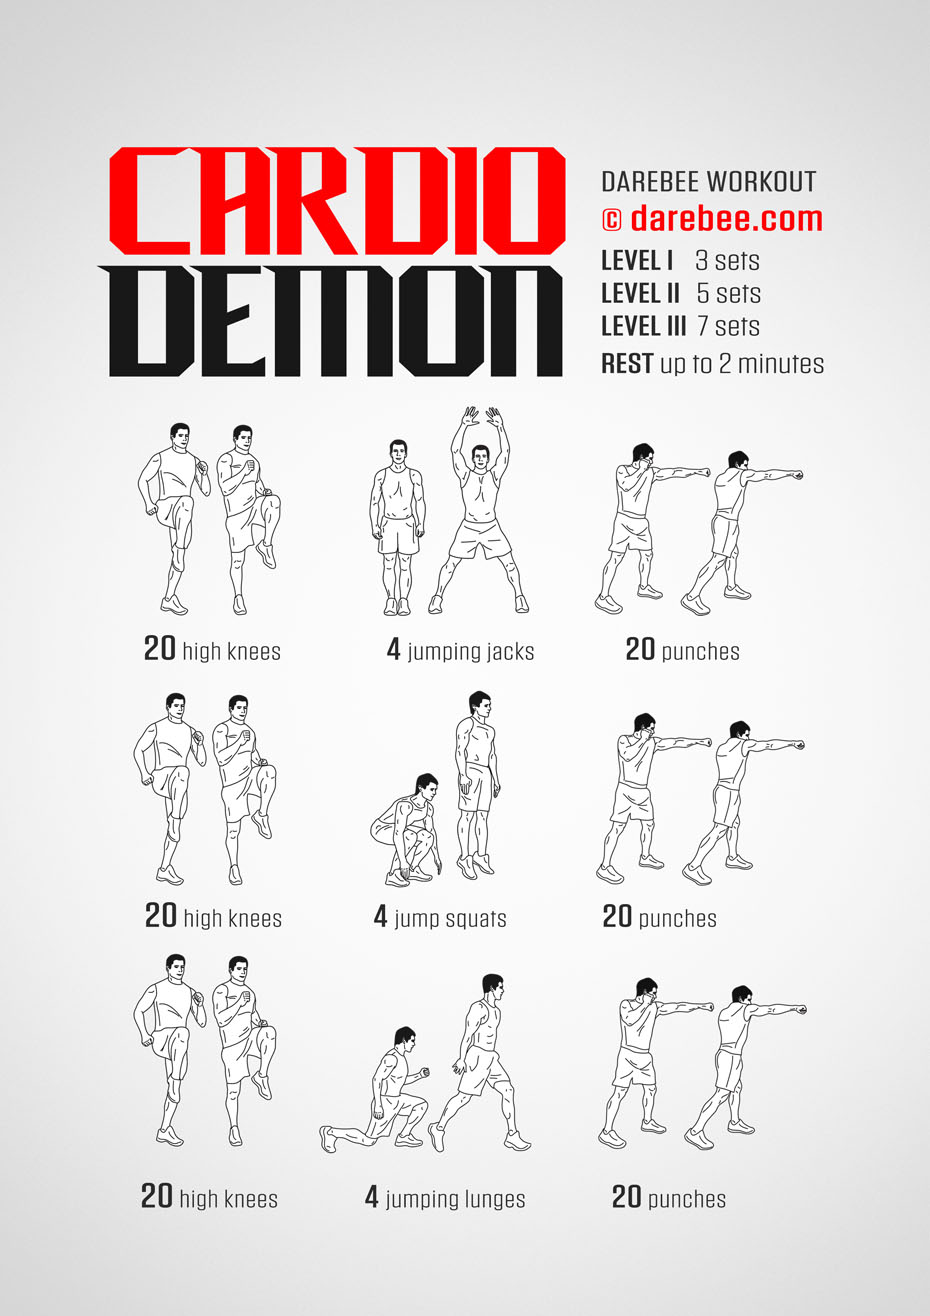 CARDIO
DEMON
DAREBEE WORKOUT
© darebee.com
LEVEL I 3 sets
LEVEL II 5 sets
LEVEL III 7 sets
REST up to 2 minutes
20 high knees
4 jumping jacks
20 punches
20 high knees
4 jump squats
20 punches
20 high knees
4 jumping lunges
20 punches